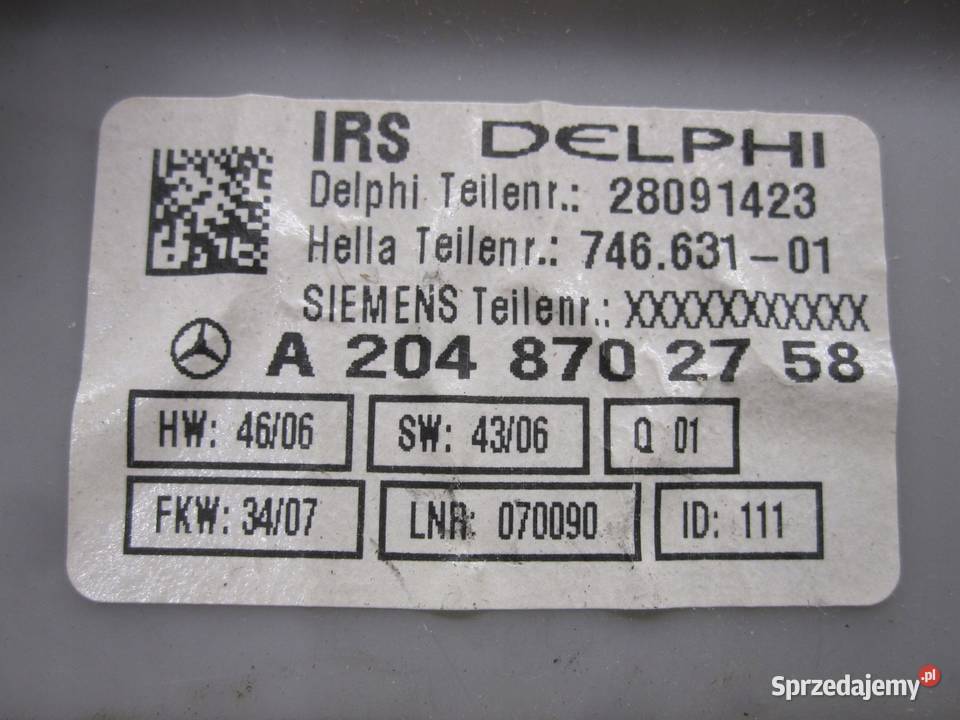 IRS DELPHI
Delphi Teilenr.: 28091423
Hella Teilenr.: 746.631-01
SIEMENS Teilenr.: XXXXXXXXXXX
A 204 870 27 58
HW: 46/06 SW: 43/06 Q 01
FKW: 34/07 LNR: 070090 ID: 111
Sprzedajemy.pl